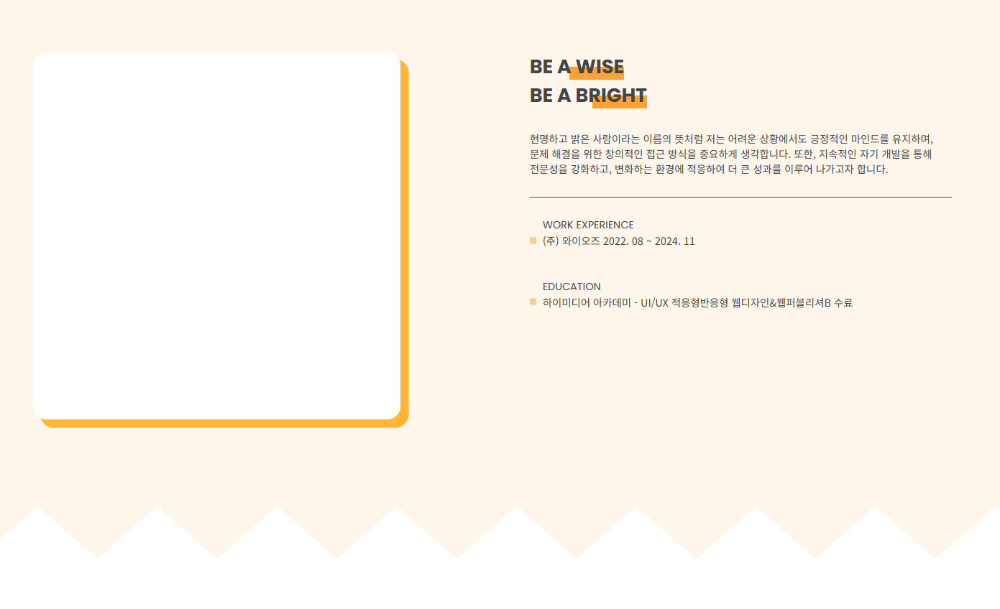 BE A WISE
BE A BRIGHT
현명하고 밝은 사람이라는 이름의 뜻처럼 저는 어려운 상황에서도 긍정적인 마인드를 유지하며,
문제 해결을 위한 창의적인 접근 방식을 중요하게 생각합니다. 또한, 지속적인 자기 개발을 통해
전문성을 강화하고, 변화하는 환경에 적응하여 더 큰 성과를 이루어 나가고자 합니다.
WORK EXPERIENCE
(주) 와이오즈 2022. 08 ~ 2024. 11
EDUCATION
하이미디어 아카데미 - UI/UX 적응형반응형 웹디자인&웹퍼블리셔B 수료